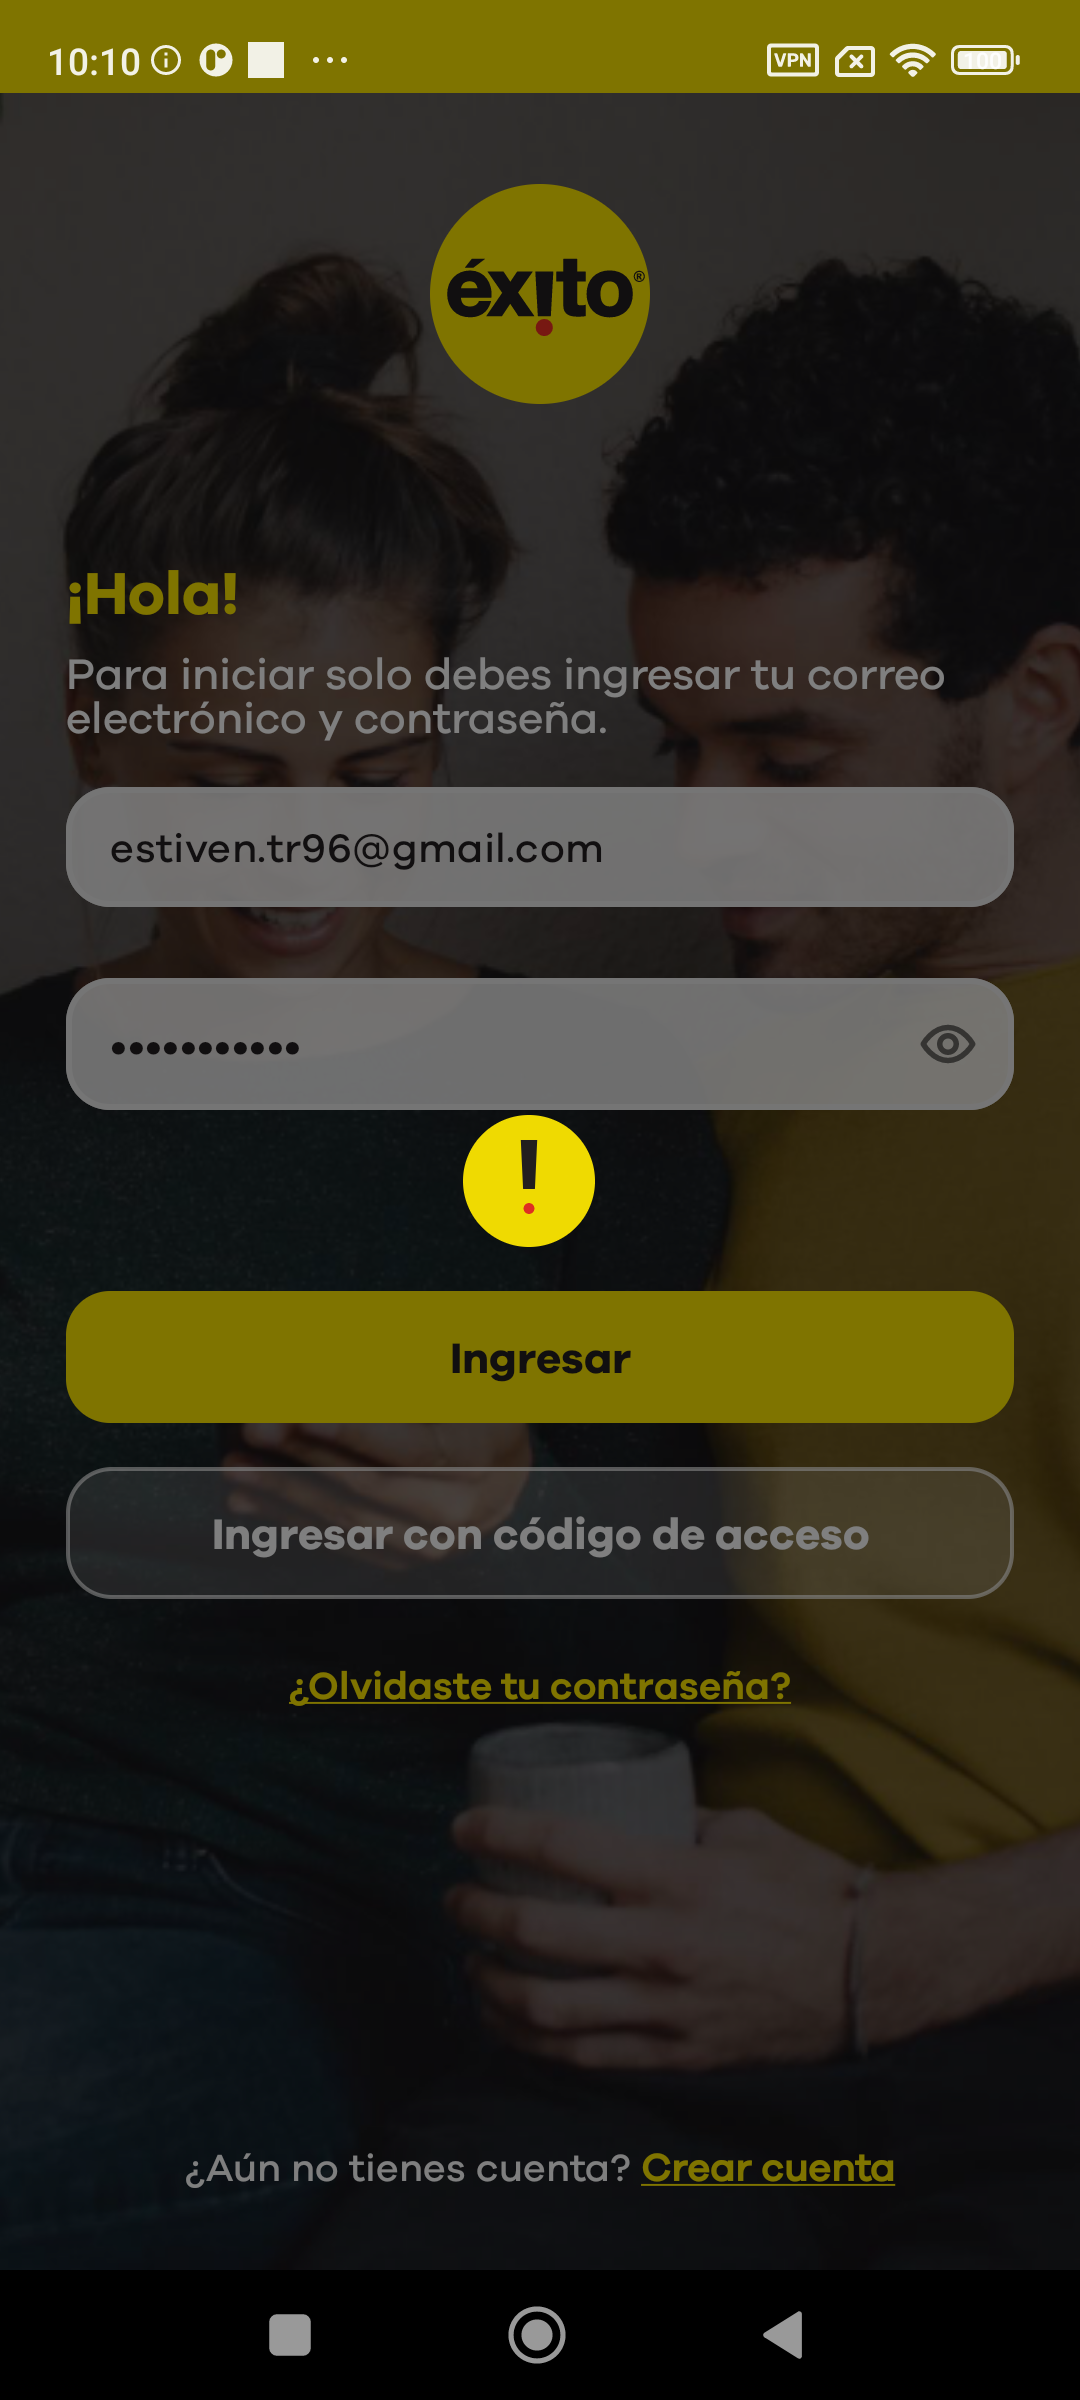 10:10
VPN
100
éxito®
¡Hola!
Para iniciar solo debes ingresar tu correo
electrónico y contraseña.
estiven.tr96@gmail.com
•••••••••••
!
Ingresar
Ingresar con código de acceso
¿Olvidaste tu contraseña?
¿Aún no tienes cuenta? Crear cuenta